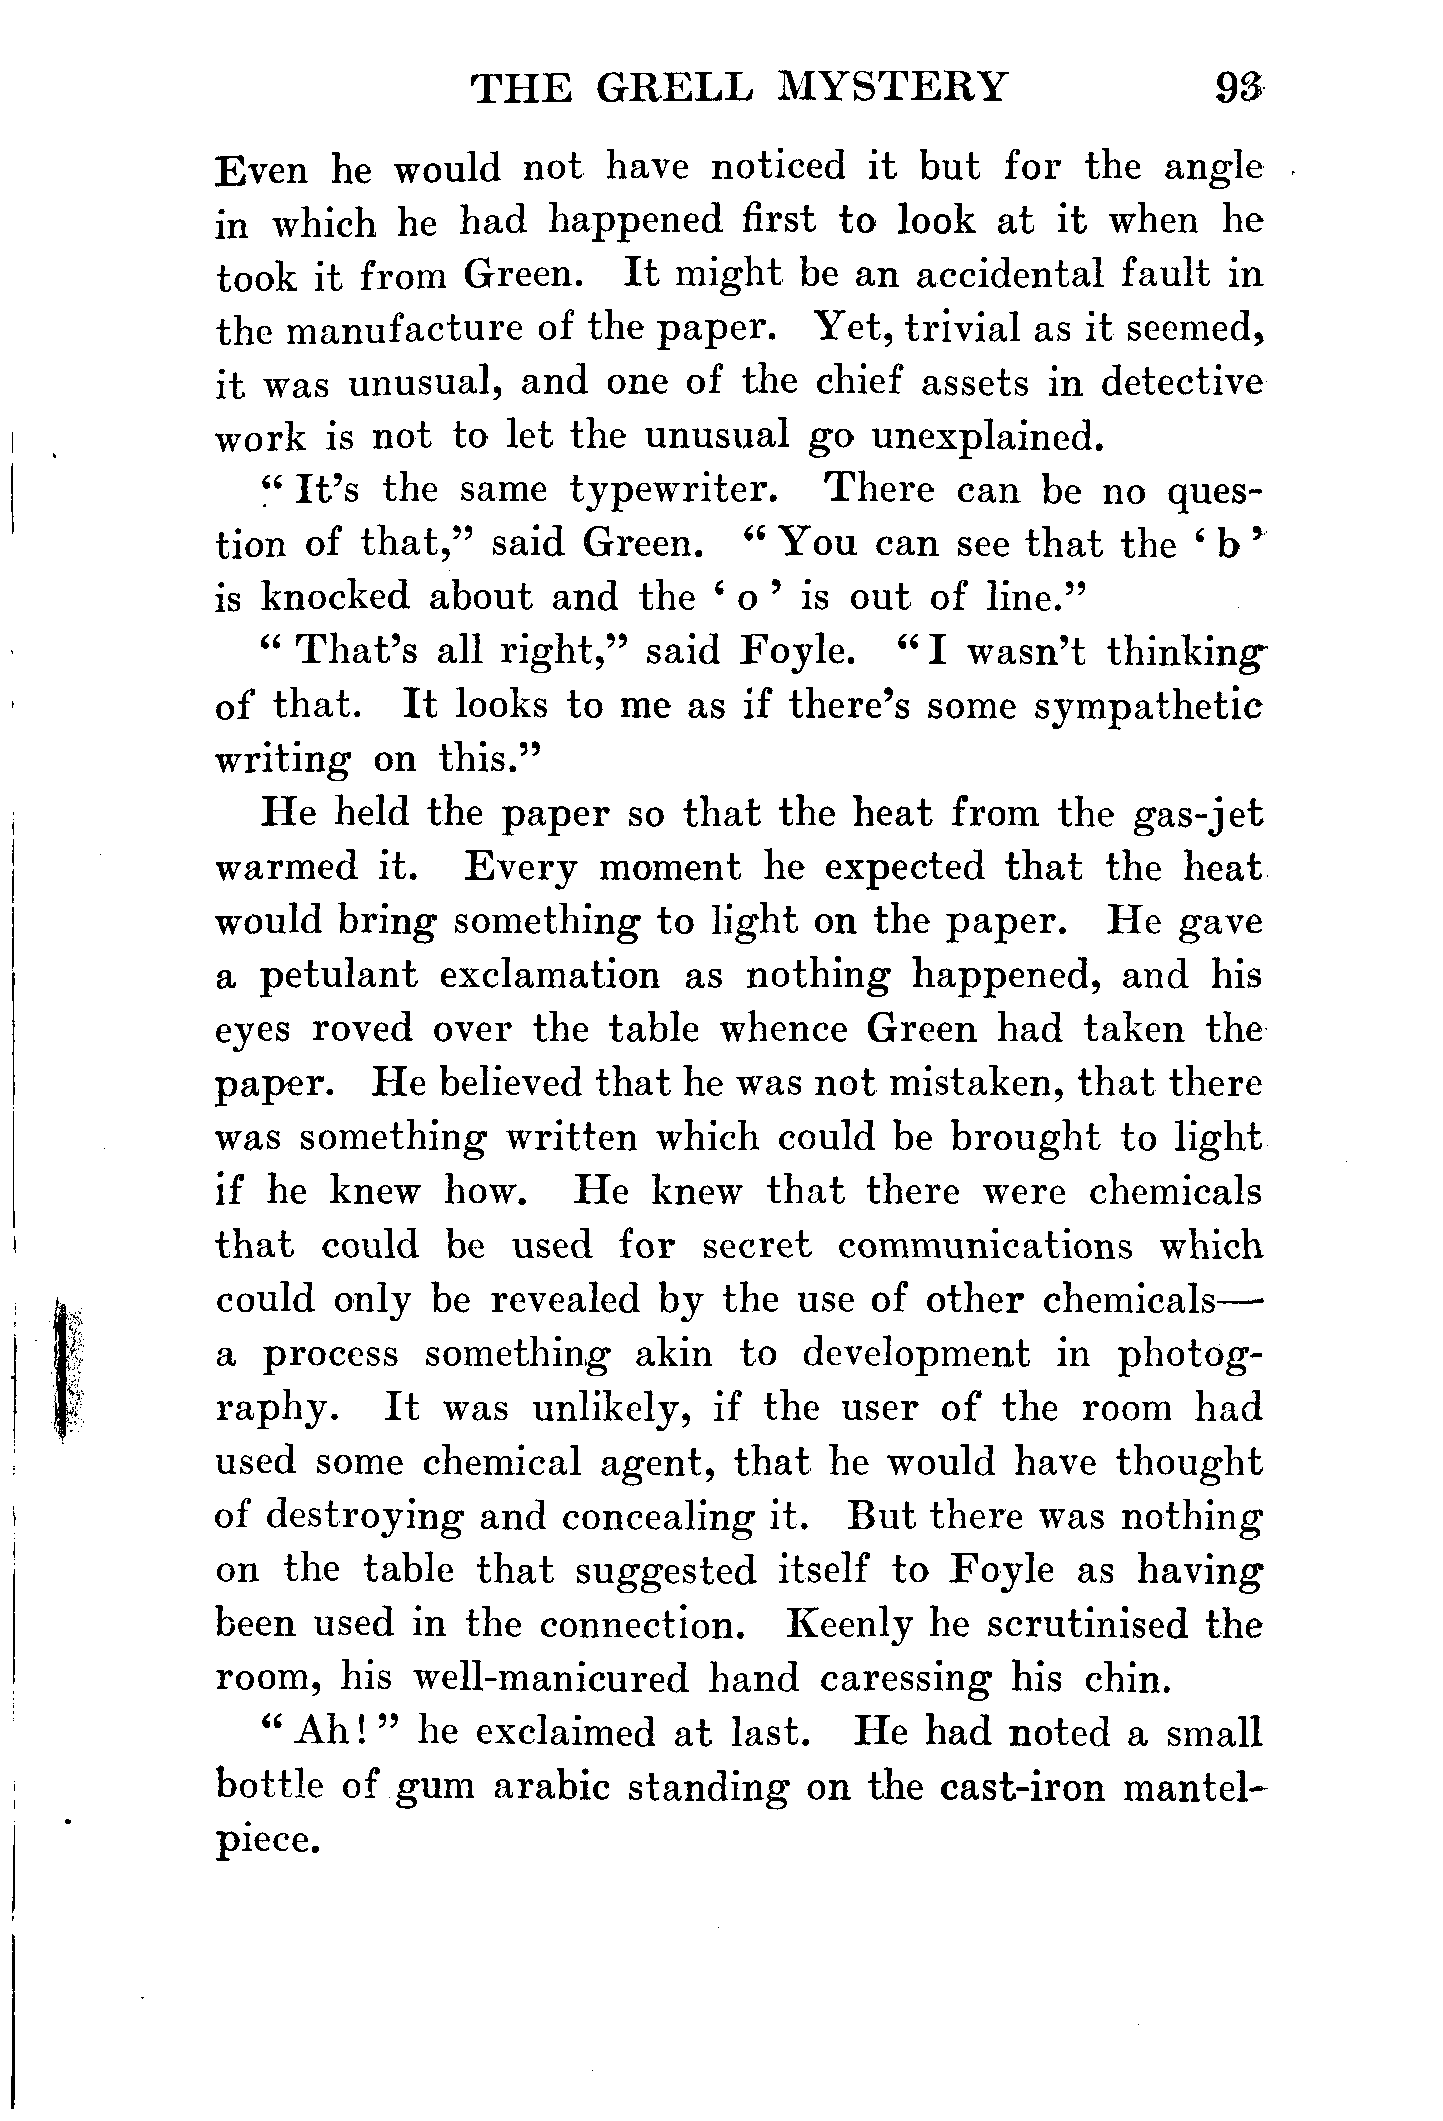 THE GRELL MYSTERY 93
Even he would not have noticed it but for the angle
in which he had happened first to look at it when he
took it from Green. It might be an accidental fault in
the manufacture of the paper. Yet, trivial as it seemed,
it was unusual, and one of the chief assets in detective
work is not to let the unusual go unexplained.
“ It’s the same typewriter. There can be no ques-
tion of that,” said Green. “ You can see that the ‘ b ’
is knocked about and the ‘ o ’ is out of line.”
“ That’s all right,” said Foyle. “ I wasn’t thinking
of that. It looks to me as if there’s some sympathetic
writing on this.”
He held the paper so that the heat from the gas-jet
warmed it. Every moment he expected that the heat
would bring something to light on the paper. He gave
a petulant exclamation as nothing happened, and his
eyes roved over the table whence Green had taken the
paper. He believed that he was not mistaken, that there
was something written which could be brought to light
if he knew how. He knew that there were chemicals
that could be used for secret communications which
could only be revealed by the use of other chemicals—
a process something akin to development in photog-
raphy. It was unlikely, if the user of the room had
used some chemical agent, that he would have thought
of destroying and concealing it. But there was nothing
on the table that suggested itself to Foyle as having
been used in the connection. Keenly he scrutinised the
room, his well-manicured hand caressing his chin.
“ Ah! ” he exclaimed at last. He had noted a small
bottle of gum arabic standing on the cast-iron mantel-
piece.